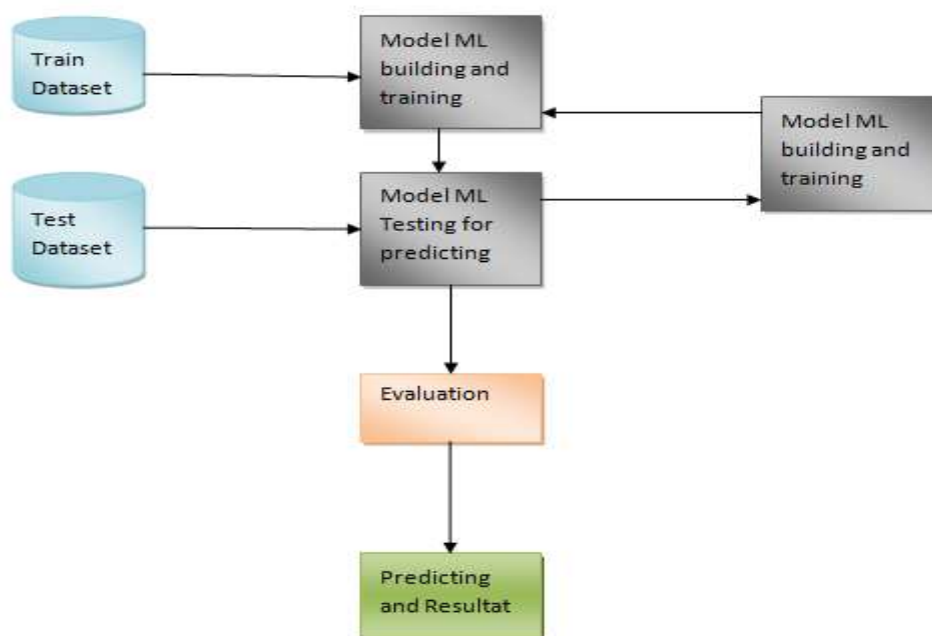 Train
Dataset
Model ML
building and
training
Model ML
building and
training
Test
Dataset
Model ML
Testing for
predicting
Evaluation
Predicting
and Resultat